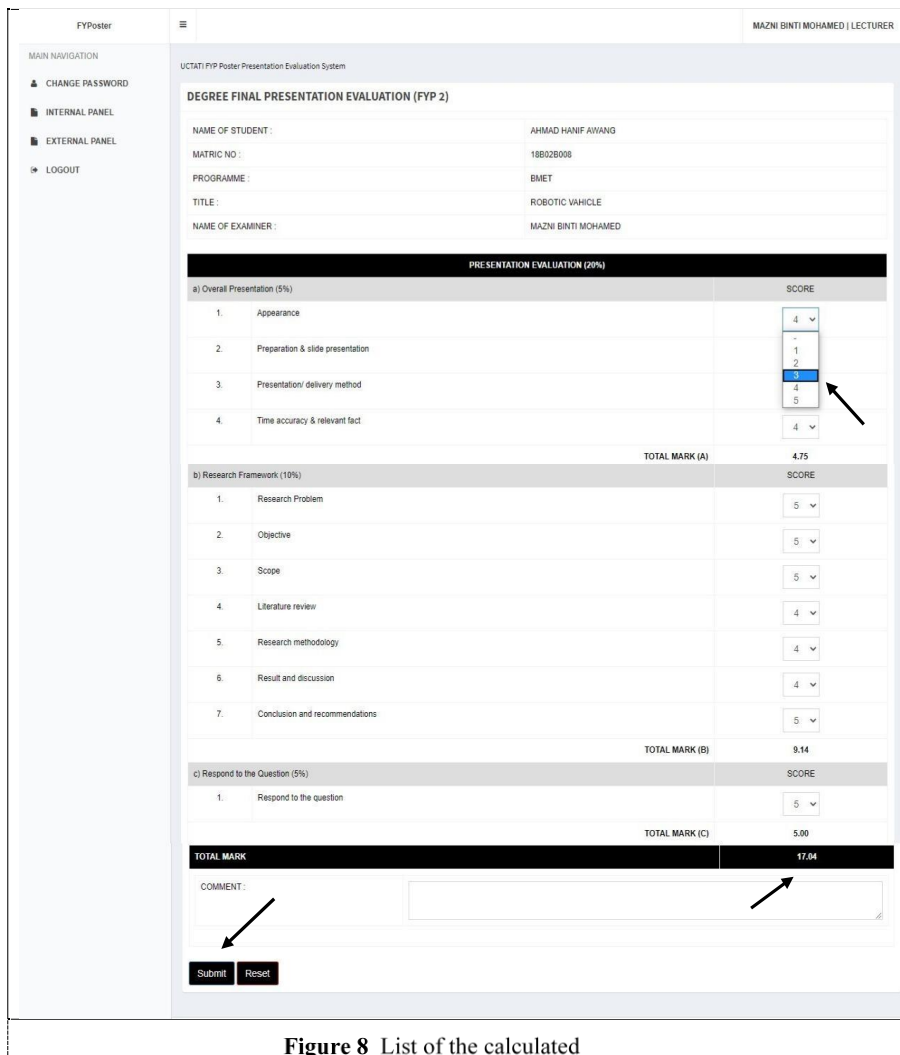 FYPoster
MAZNI BINTI MOHAMED | LECTURER
MAIN NAVIGATION
CHANGE PASSWORD
INTERNAL PANEL
EXTERNAL PANEL
LOGOUT
UCTATI FYP Poster Presentation Evaluation System
DEGREE FINAL PRESENTATION EVALUATION (FYP 2)
NAME OF STUDENT : AHMAD HANIF AWANG
MATRIC NO : 18B02B008
PROGRAMME : BMET
TITLE : ROBOTIC VAHICLE
NAME OF EXAMINER : MAZNI BINTI MOHAMED
PRESENTATION EVALUATION (20%)
a) Overall Presentation (5%) SCORE
1. Appearance 4
-
1
2. Preparation & slide presentation
2
3
3. Presentation/ delivery method
4
5
4. Time accuracy & relevant fact 4
TOTAL MARK (A) 4.75
b) Research Framework (10%) SCORE
1. Research Problem 5
2. Objective 5
3. Scope 5
4. Literature review 4
5. Research methodology 4
6. Result and discussion 4
7. Conclusion and recommendations 5
TOTAL MARK (B) 9.14
c) Respond to the Question (5%) SCORE
1. Respond to the question 5
TOTAL MARK (C) 5.00
TOTAL MARK 17.04
COMMENT :
Submit Reset
Figure 8 List of the calculated